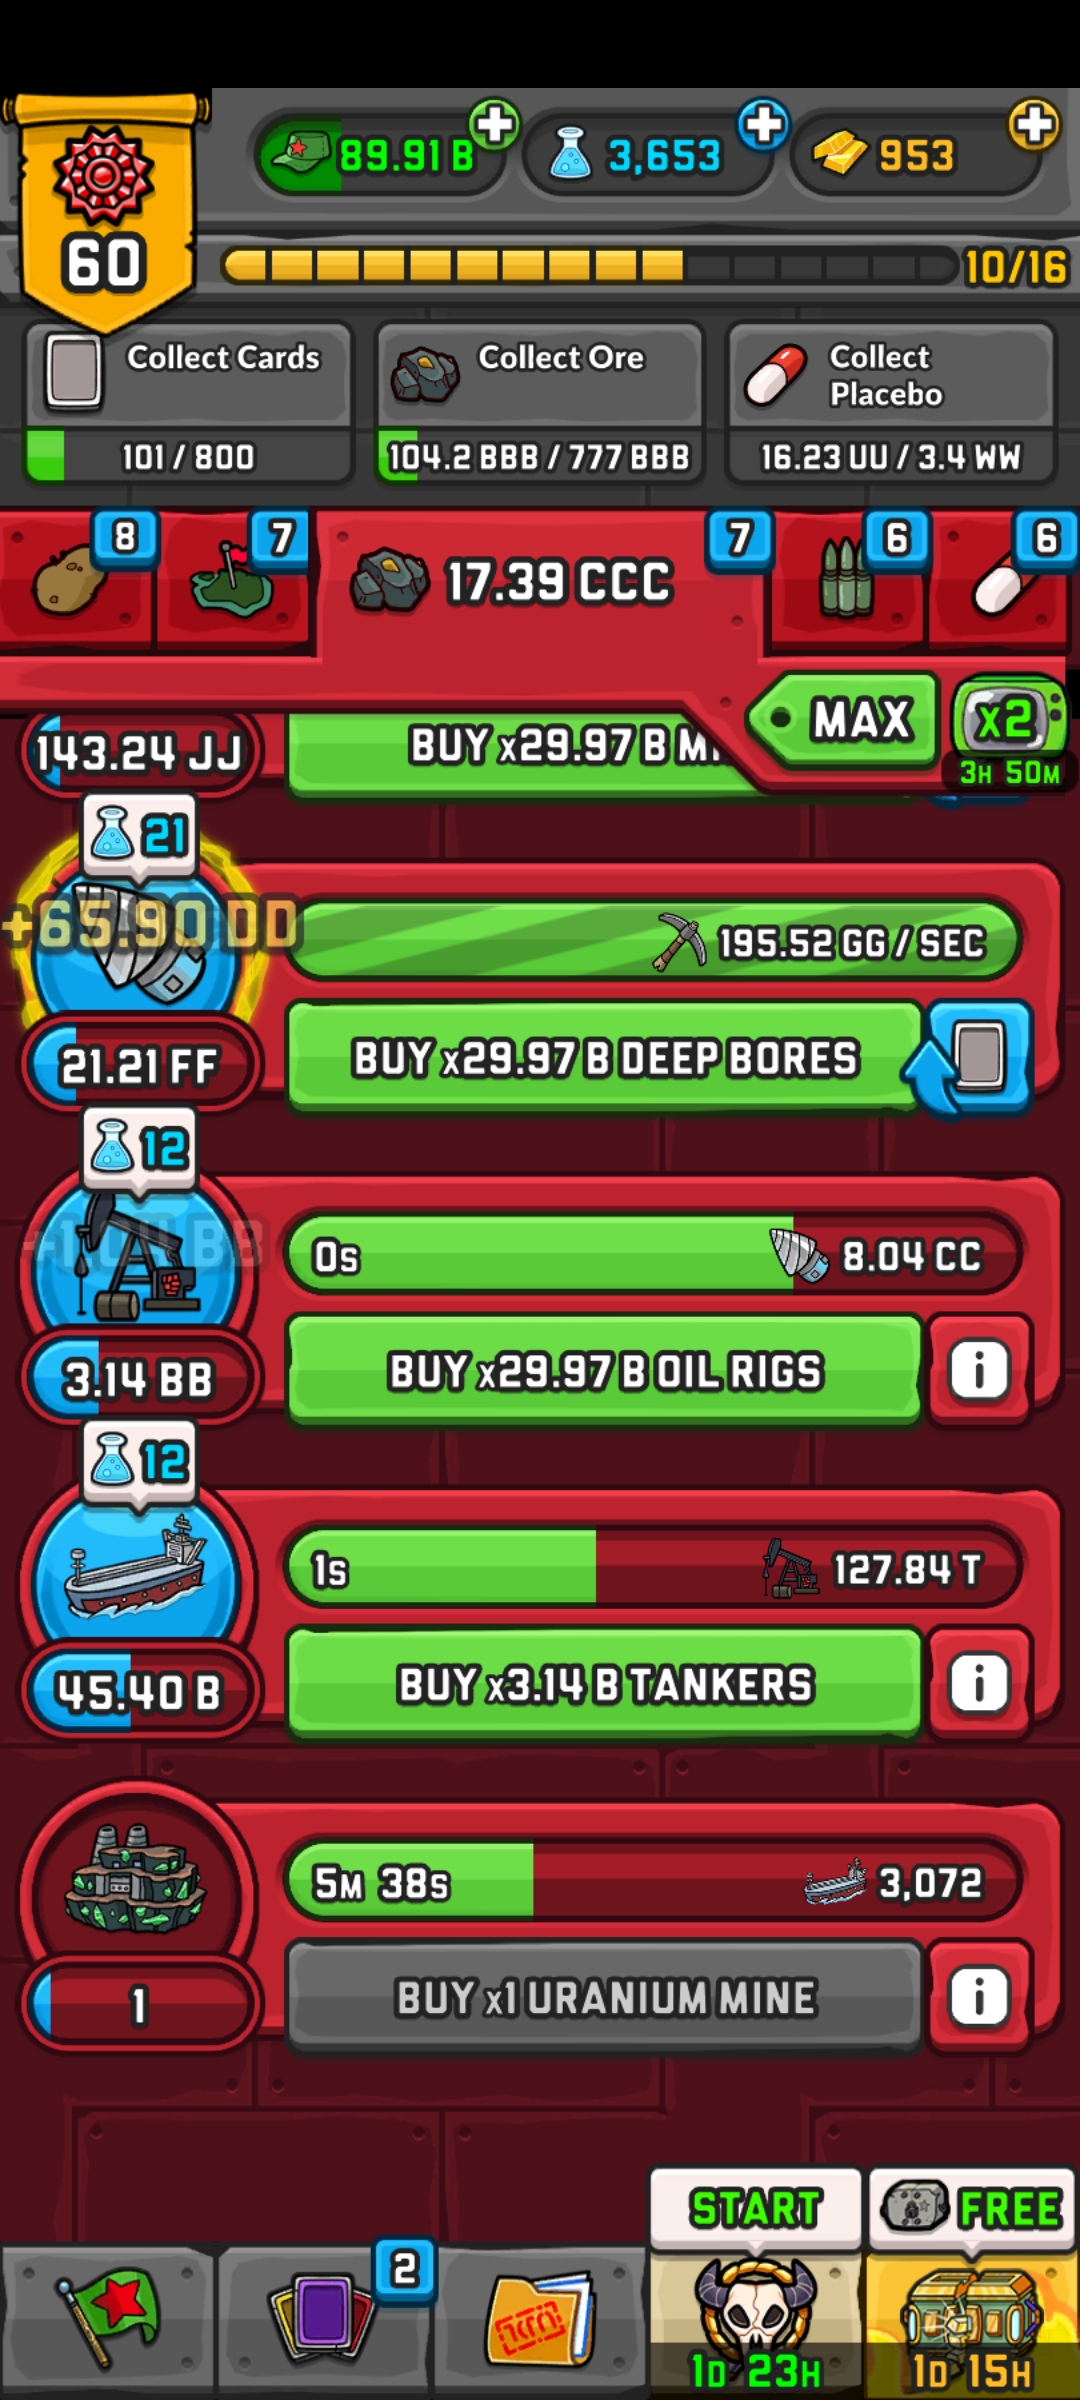 89.91 B
3,653
953
60
10/16
Collect Cards
101 / 800
Collect Ore
104.2 BBB / 777 BBB
Collect
Placebo
16.23 UU / 3.4 WW
8
7
17.39 CCC
7
6
6
MAX
x2
3H 50M
143.24 JJ
BUY x29.97 B
21
+65.90 DD
195.52 GG / SEC
21.21 FF
BUY x29.97 B DEEP BORES
12
0s
8.04 CC
3.14 BB
BUY x29.97 B OIL RIGS
i
12
1s
127.84 T
45.40 B
BUY x3.14 B TANKERS
i
5M 38s
3,072
1
BUY x1 URANIUM MINE
i
START
FREE
2
1D 23H
1D 15H